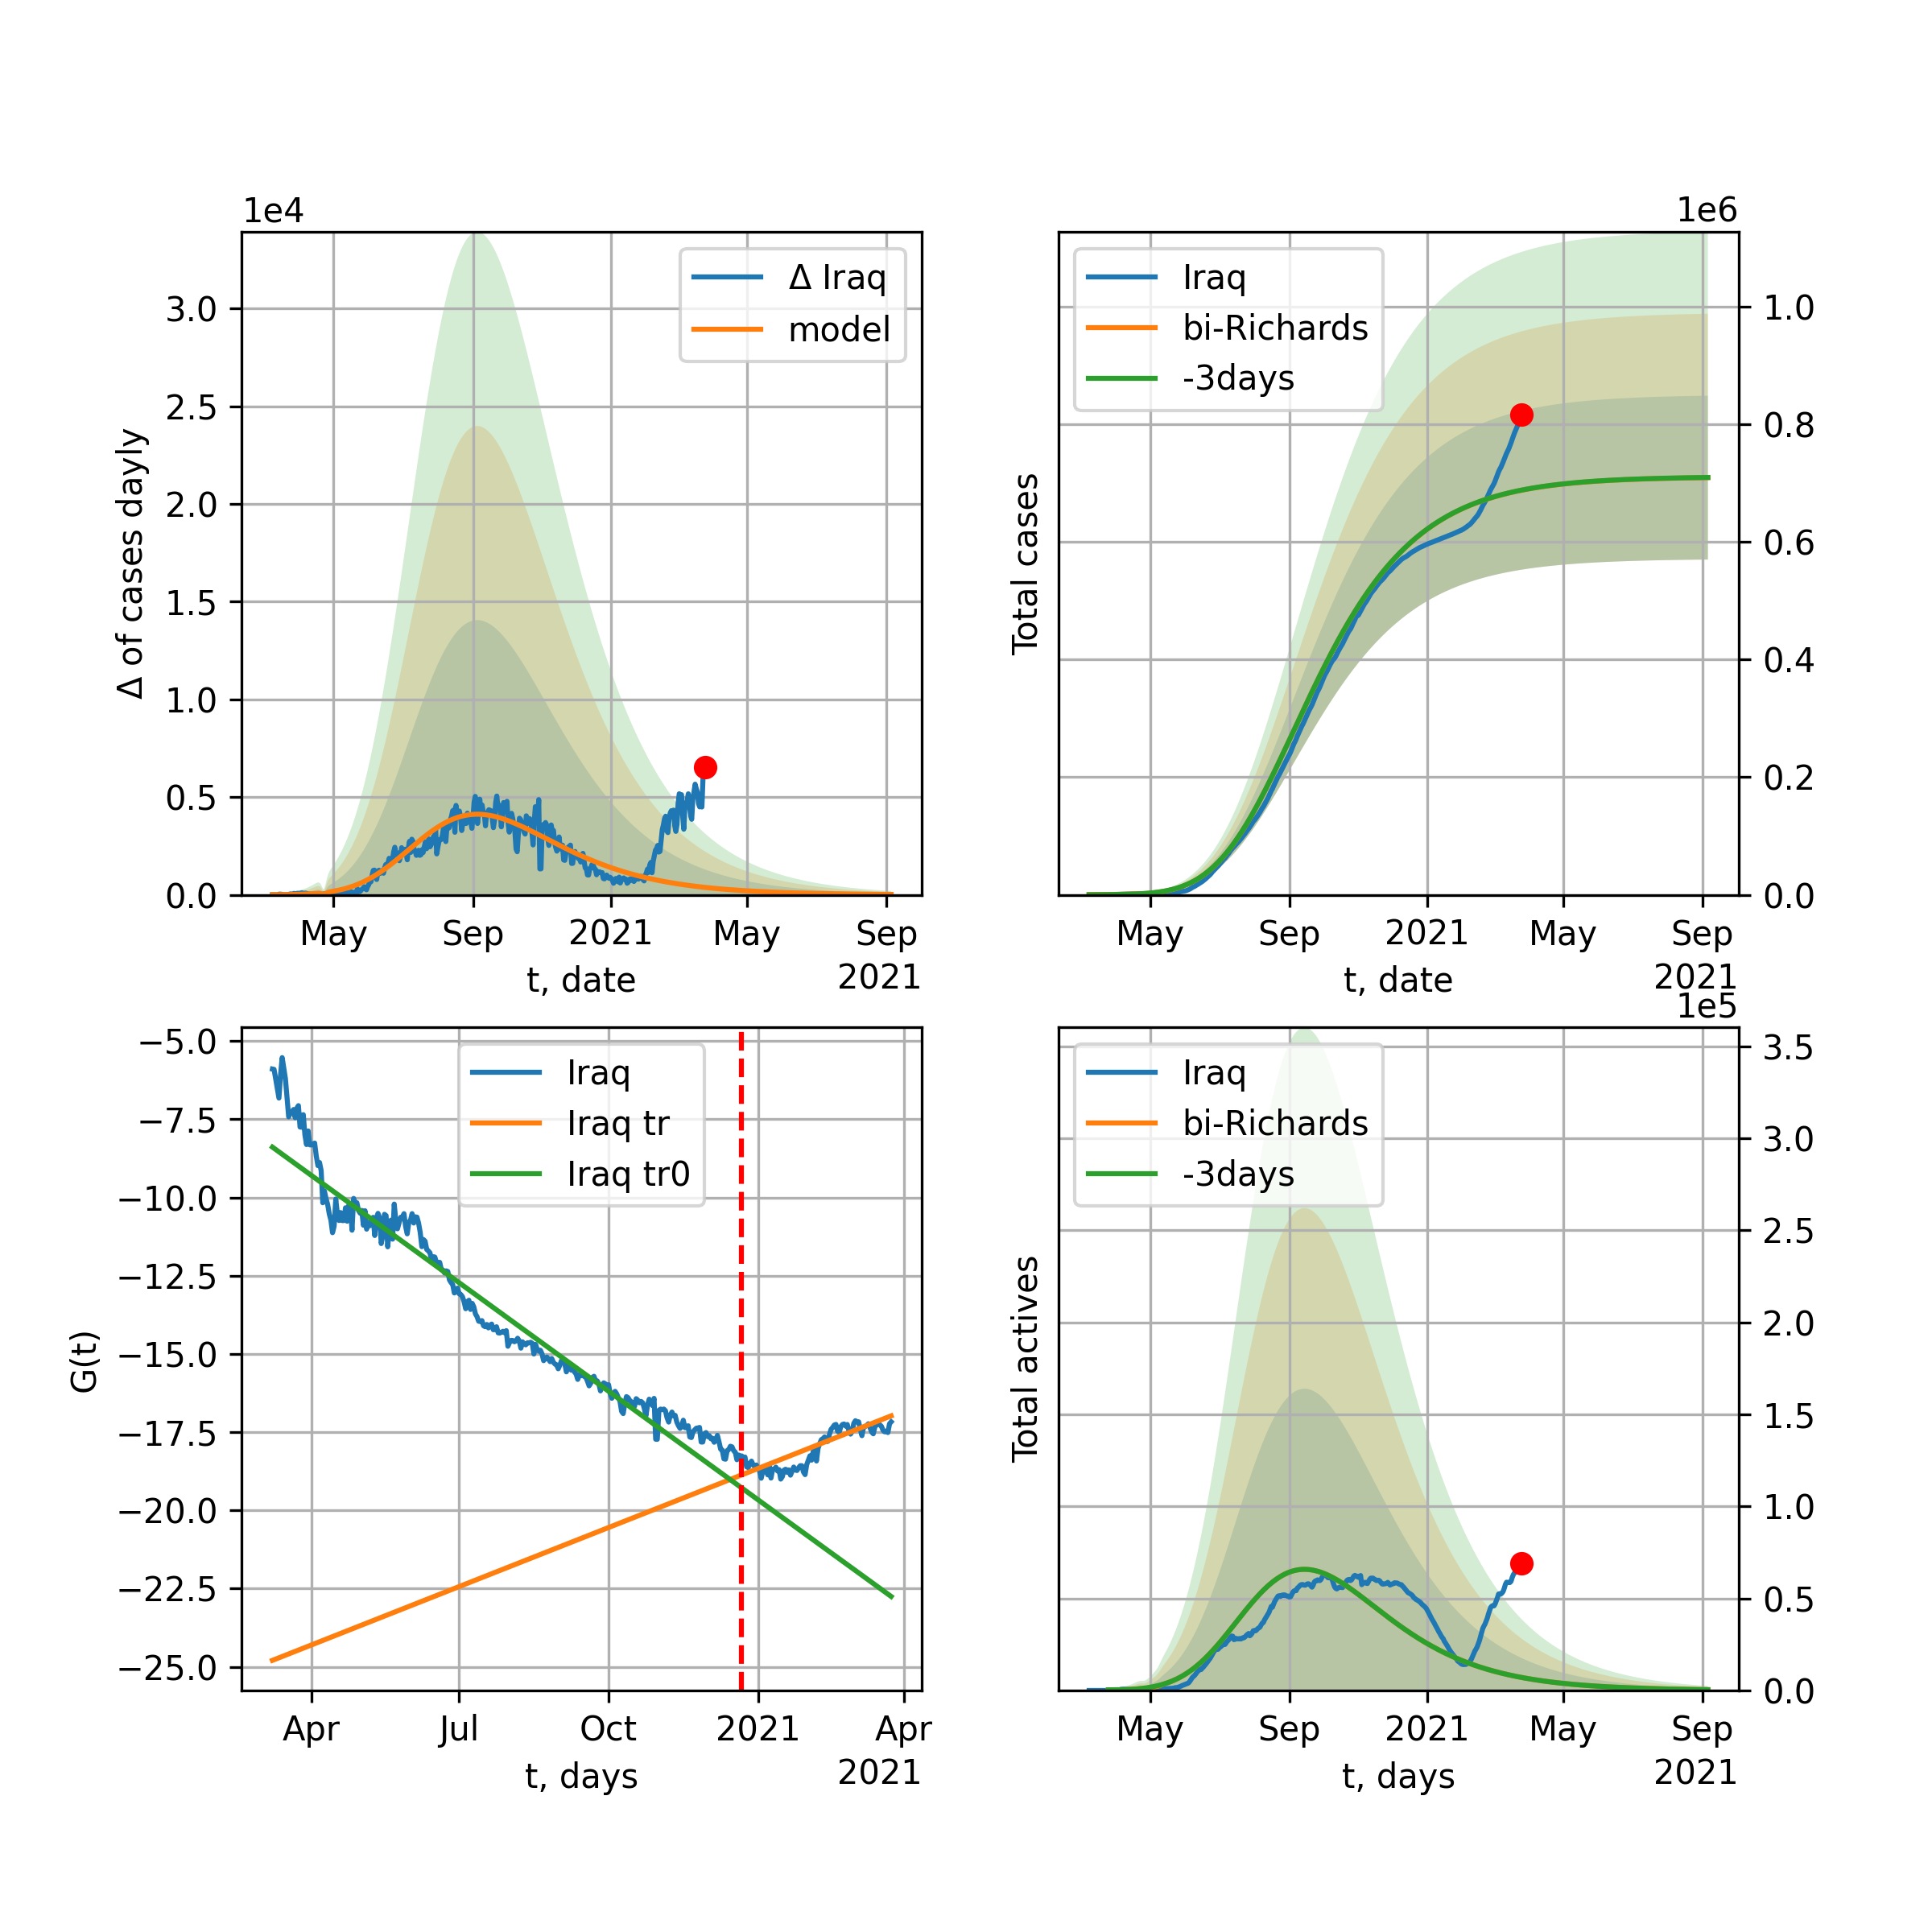 1e4
Δ of cases dayly
3.0
2.5
2.0
1.5
1.0
0.5
0.0
Δ Iraq
model
May Sep 2021 May Sep
2021
t, date
1e6
Total cases
Iraq
bi-Richards
-3days
1.0
0.8
0.6
0.4
0.2
0.0
May Sep 2021 May Sep
2021
t, date
G(t)
−5.0
−7.5
−10.0
−12.5
−15.0
−17.5
−20.0
−22.5
−25.0
Iraq
Iraq tr
Iraq tr0
Apr Jul Oct 2021 Apr
2021
t, days
1e5
Total actives
Iraq
bi-Richards
-3days
3.5
3.0
2.5
2.0
1.5
1.0
0.5
0.0
May Sep 2021 May Sep
2021
t, days